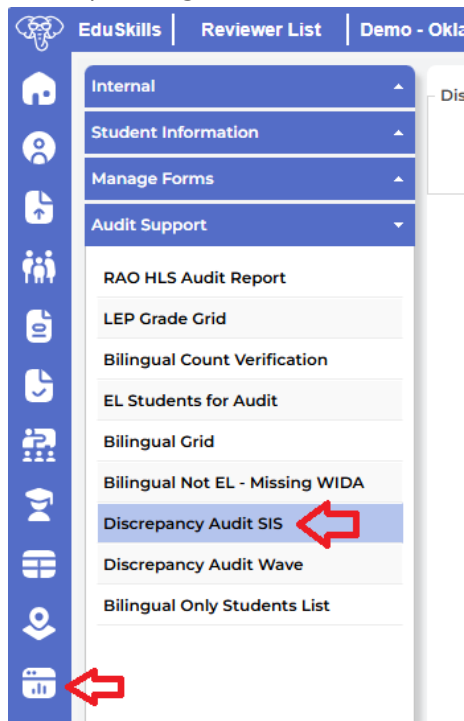 EduSkills Reviewer List Demo - Okla
Internal
Dis
Student Information
Manage Forms
Audit Support
RAO HLS Audit Report
LEP Grade Grid
Bilingual Count Verification
EL Students for Audit
Bilingual Grid
Bilingual Not EL - Missing WIDA
Discrepancy Audit SIS
Discrepancy Audit Wave
Bilingual Only Students List